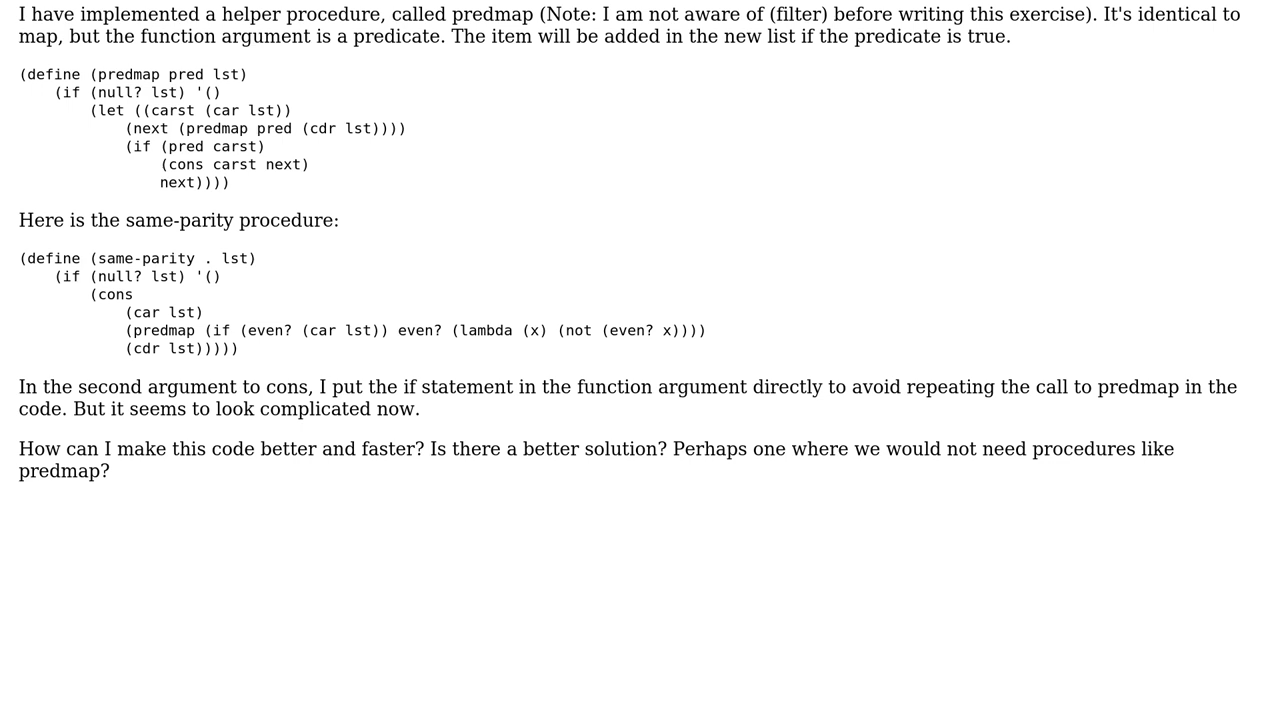 I have implemented a helper procedure, called predmap (Note: I am not aware of (filter) before writing this exercise). It's identical to
map, but the function argument is a predicate. The item will be added in the new list if the predicate is true.
(define (predmap pred lst)
    (if (null? lst) '()
        (let ((carst (car lst))
            (next (predmap pred (cdr lst))))
            (if (pred carst)
                (cons carst next)
                next))))
Here is the same-parity procedure:
(define (same-parity . lst)
    (if (null? lst) '()
        (cons
            (car lst)
            (predmap (if (even? (car lst)) even? (lambda (x) (not (even? x))))
            (cdr lst)))))
In the second argument to cons, I put the if statement in the function argument directly to avoid repeating the call to predmap in the
code. But it seems to look complicated now.
How can I make this code better and faster? Is there a better solution? Perhaps one where we would not need procedures like
predmap?